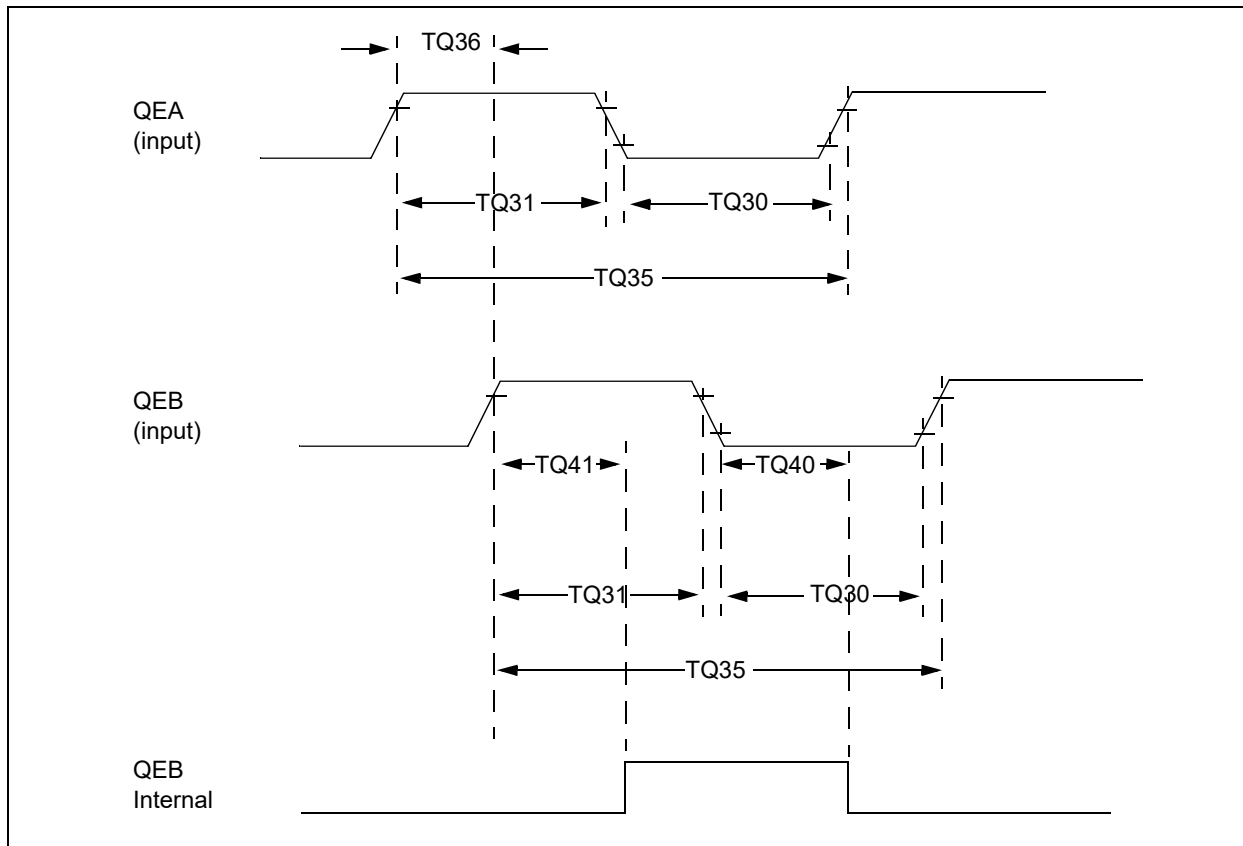 TQ36
QEA
(input)
TQ31
TQ30
TQ35
QEB
(input)
TQ41
TQ40
TQ31
TQ30
TQ35
QEB
Internal